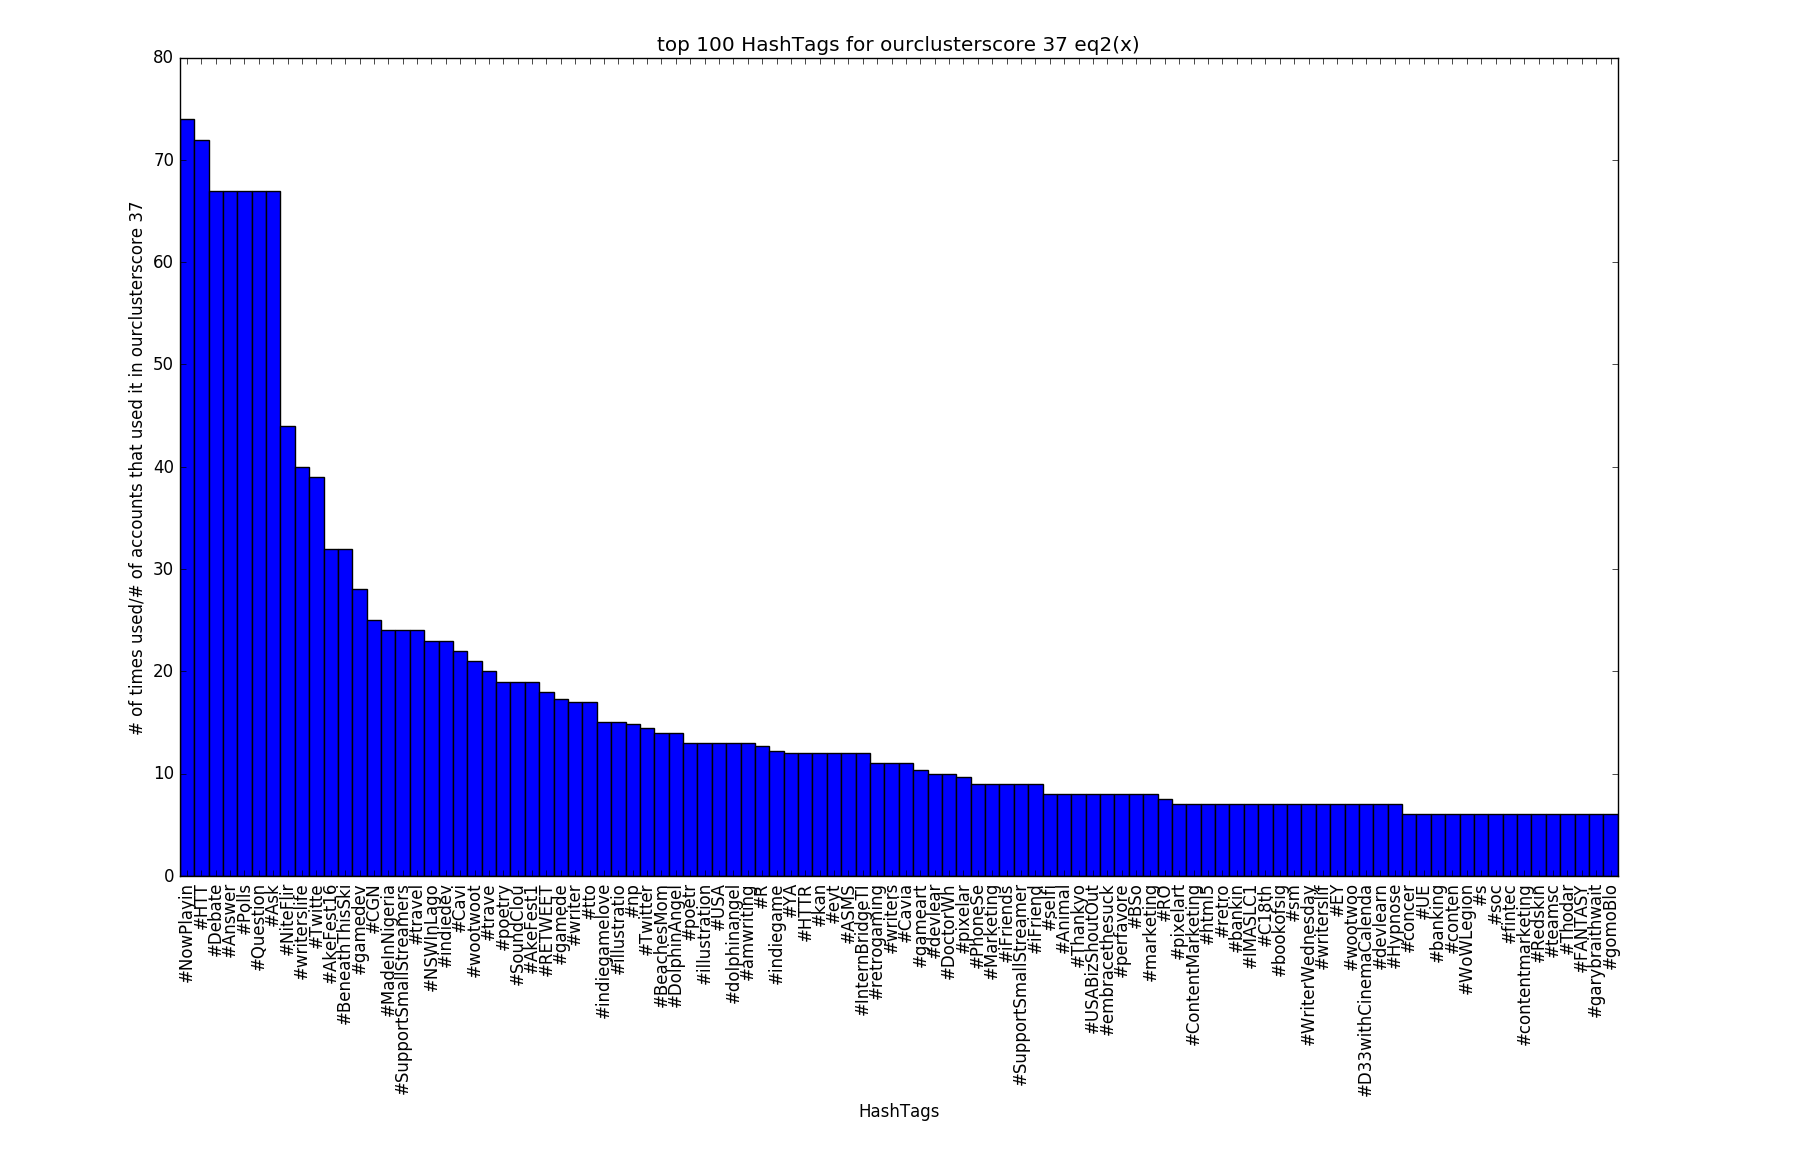 top 100 HashTags for ourclusterscore 37 eq2(x)
80
70
60
50
40
30
20
10
0
# of times used/# of accounts that used it in ourclusterscore 37
#NowPlayin
#HTT
#Debate
#Answer
#Polls
#Question
#Ask
#NiteFlir
#writerslife
#Twitte
#AkeFest16
#BeneathThisSki
#gamedev
#CGN
#MadeInNigeria
#SupportSmallStreamers
#travel
#NSWInLago
#indiedev
#Cavi
#wootwoot
#trave
#poetry
#SoundClou
#AkeFest1
#RETWEET
#gamede
#writer
#tto
#indiegamelove
#illustratio
#np
#Twitter
#BeachesMom
#DolphinAngel
#poetr
#illustration
#USA
#dolphinangel
#amwriting
#R
#indiegame
#YA
#HTTR
#kan
#eyt
#ASMS
#InternBridgeTI
#retrogaming
#writers
#Cavia
#gameart
#devlear
#DoctorWh
#pixelar
#PhoneSe
#Marketing
#iFriends
#SupportSmallStreamer
#iFriend
#selfi
#Animal
#Thankyo
#USABizShoutOut
#embracethesuck
#perfavore
#BSo
#marketing
#RO
#pixelart
#ContentMarketing
#html5
#retro
#bankin
#IMASLC1
#C18th
#bookofsig
#sm
#WriterWednesday
#writerslif
#EY
#wootwoo
#D33withCinemaCalenda
#devlearn
#Hypnose
#concer
#UE
#banking
#conten
#WoWLegion
#s
#soc
#fintec
#contentmarketing
#Redskin
#teamsc
#Thodar
#FANTASY
#garybraithwait
#gomoBlo
HashTags